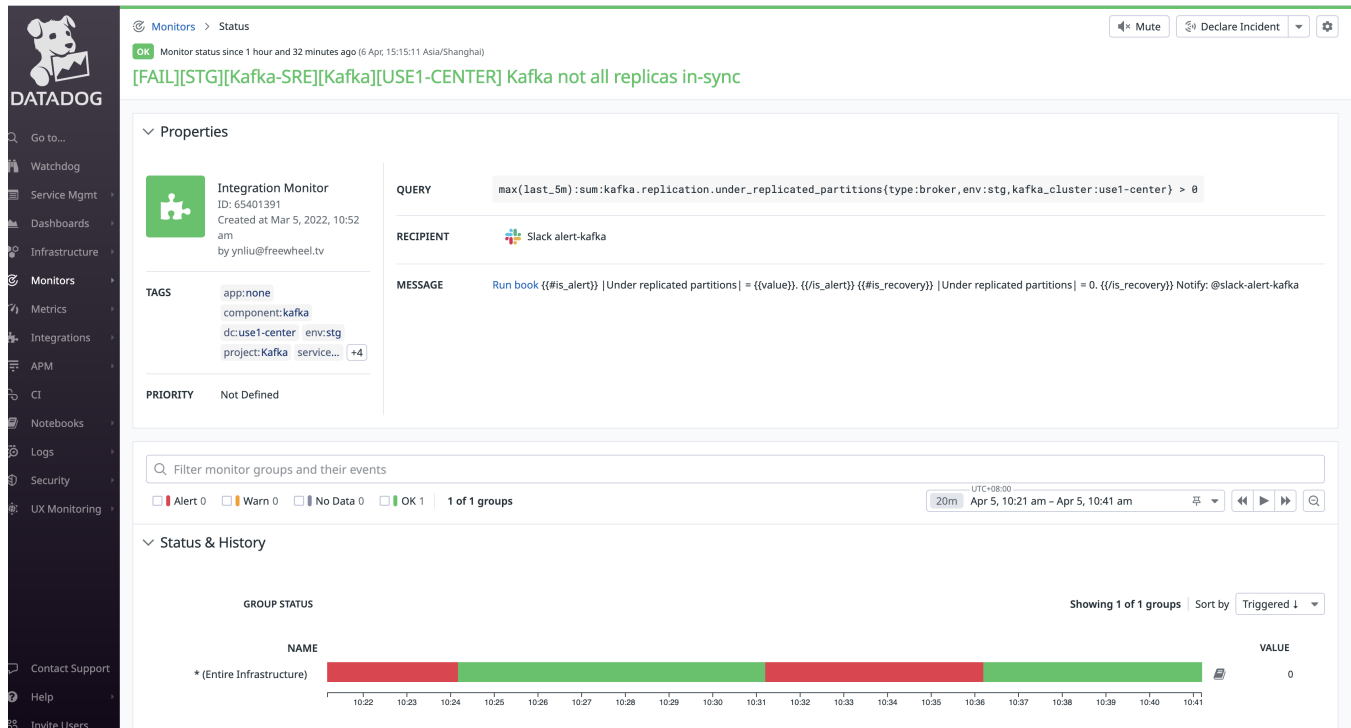 DATADOG
Go to...
Watchdog
Service Mgmt
Dashboards
Infrastructure
Monitors
Metrics
Integrations
APM
CI
Notebooks
Logs
Security
UX Monitoring
Contact Support
Help
Invite Users
Monitors > Status
Mute
Declare Incident
OK Monitor status since 1 hour and 32 minutes ago (6 Apr, 15:15:11 Asia/Shanghai)
[FAIL][STG][Kafka-SRE][Kafka][USE1-CENTER] Kafka not all replicas in-sync
Properties
Integration Monitor
ID: 65401391
Created at Mar 5, 2022, 10:52
am
by ynliu@freewheel.tv
TAGS
app:none
component:kafka
dc:use1-center env:stg
project:Kafka service... +4
PRIORITY Not Defined
QUERY max(last_5m):sum:kafka.replication.under_replicated_partitions{type:broker,env:stg,kafka_cluster:use1-center} > 0
RECIPIENT Slack alert-kafka
MESSAGE Run book {{#is_alert}} |Under replicated partitions| = {{value}}. {{/is_alert}} {{#is_recovery}} |Under replicated partitions| = 0. {{/is_recovery}} Notify: @slack-alert-kafka
Filter monitor groups and their events
Alert 0 Warn 0 No Data 0 OK 1 1 of 1 groups
UTC+08:00
20m Apr 5, 10:21 am – Apr 5, 10:41 am
Status & History
GROUP STATUS
Showing 1 of 1 groups Sort by Triggered ↓
NAME VALUE
* (Entire Infrastructure) 0
10:22 10:23 10:24 10:25 10:26 10:27 10:28 10:29 10:30 10:31 10:32 10:33 10:34 10:35 10:36 10:37 10:38 10:39 10:40 10:41